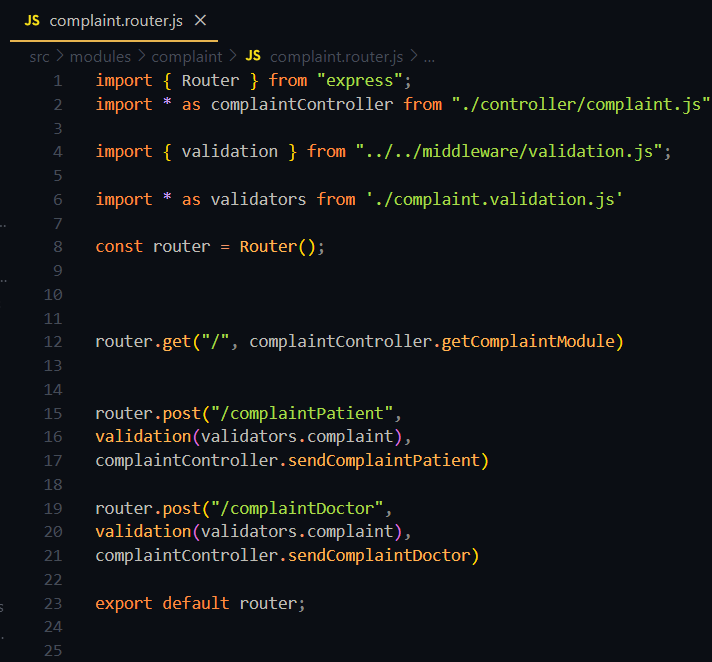 JS complaint.router.js ×
src > modules > complaint > JS complaint.router.js > ...
1 import { Router } from "express";
2 import * as complaintController from "./controller/complaint.js"
3
4 import { validation } from "../../middleware/validation.js";
5
6 import * as validators from './complaint.validation.js'
7
8 const router = Router();
9
10
11
12 router.get("/", complaintController.getComplaintModule)
13
14
15 router.post("/complaintPatient",
16 validation(validators.complaint),
17 complaintController.sendComplaintPatient)
18
19 router.post("/complaintDoctor",
20 validation(validators.complaint),
21 complaintController.sendComplaintDoctor)
22
23 export default router;
24
25